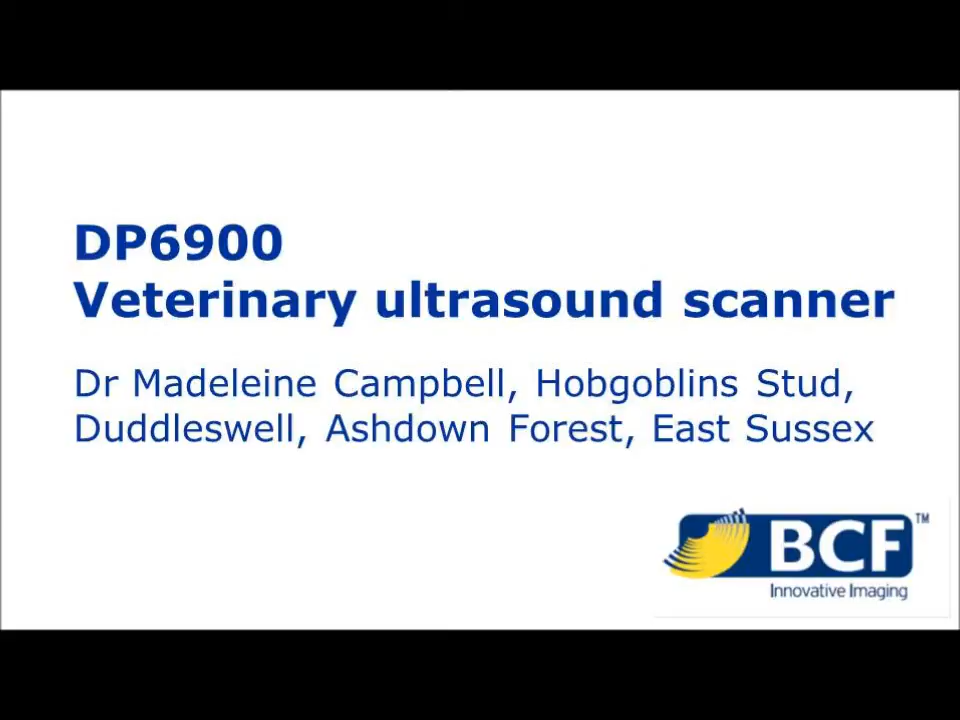 DP6900
Veterinary ultrasound scanner
Dr Madeleine Campbell, Hobgoblins Stud,
Duddleswell, Ashdown Forest, East Sussex
BCF™
Innovative Imaging